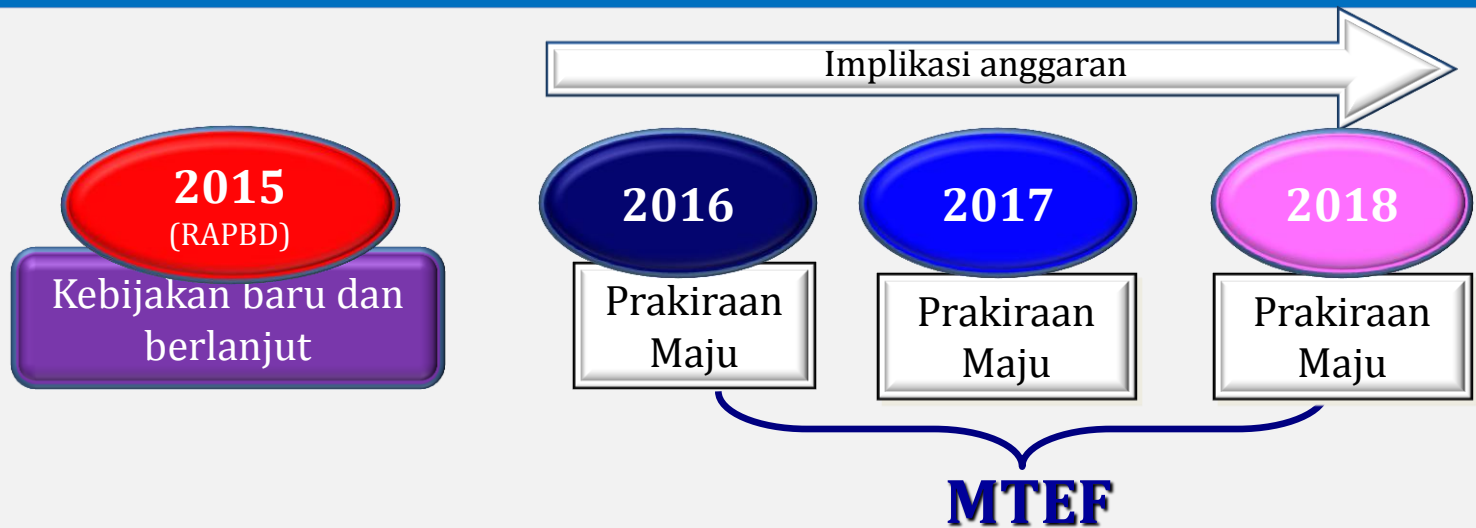 Implikasi anggaran
2015
(RAPBD)
Kebijakan baru dan
berlanjut
2016
Prakiraan
Maju
2017
Prakiraan
Maju
2018
Prakiraan
Maju
MTEF